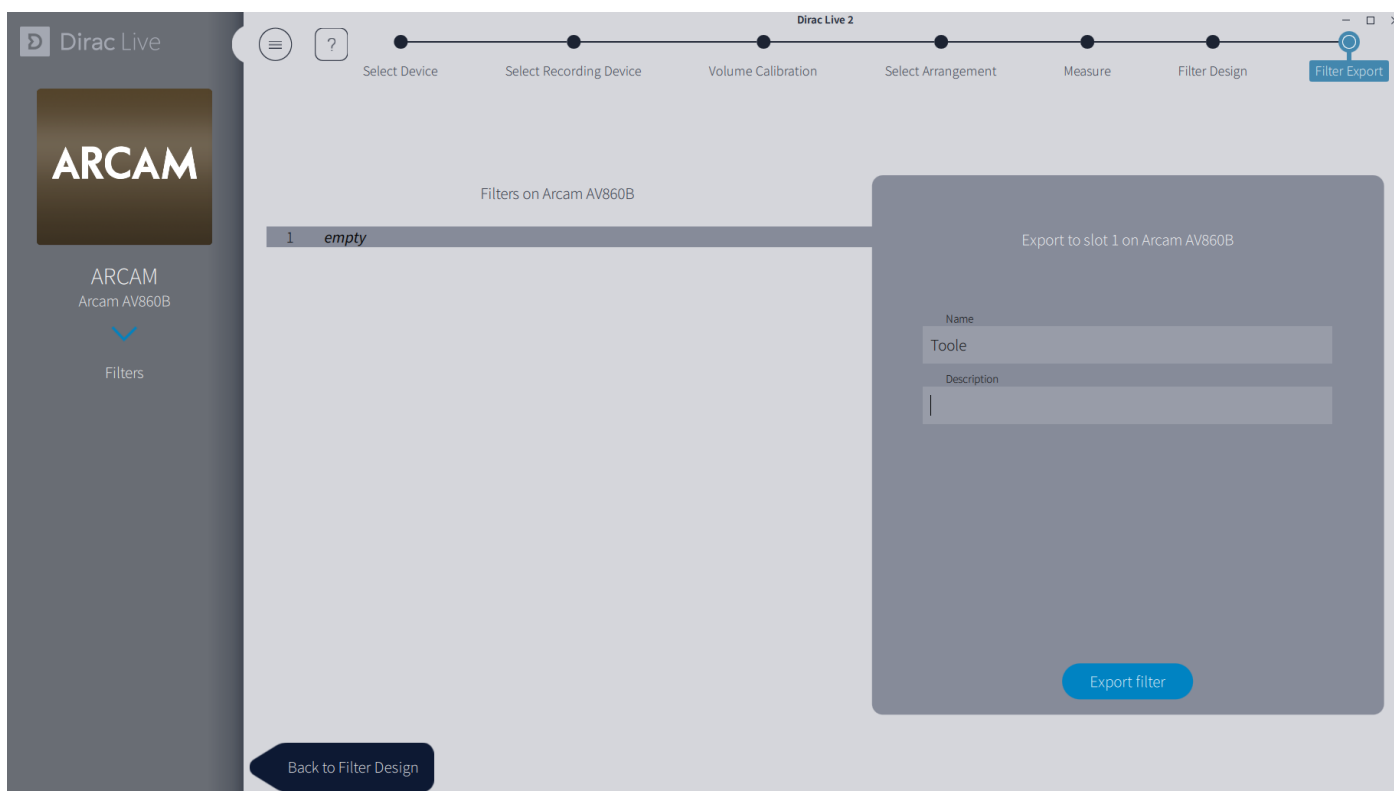 Dirac Live 2
Dirac Live
?
Select Device
Select Recording Device
Volume Calibration
Select Arrangement
Measure
Filter Design
Filter Export
ARCAM
ARCAM
Arcam AV860B
Filters
Filters on Arcam AV860B
1 empty
Export to slot 1 on Arcam AV860B
Name
Toole
Description
Export filter
Back to Filter Design